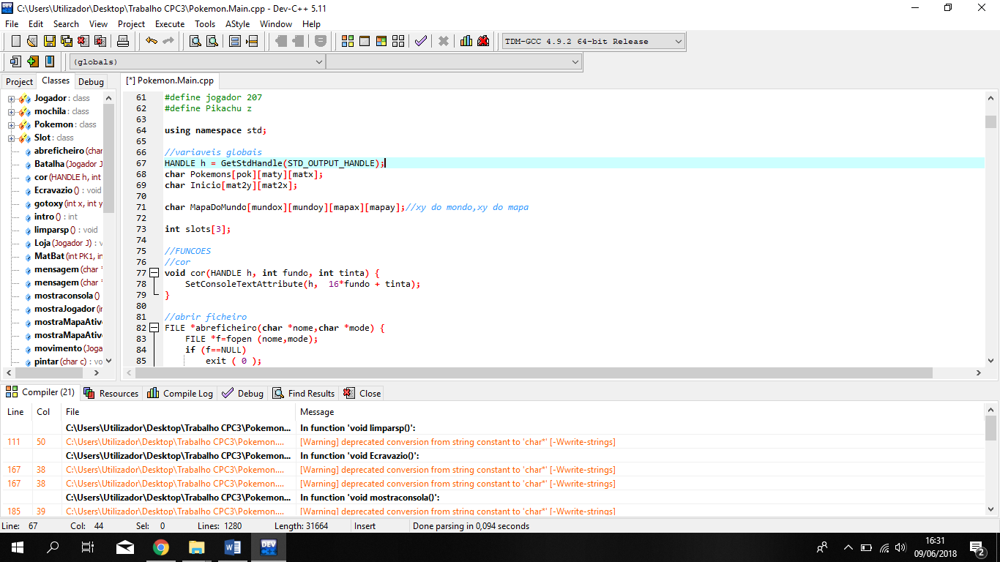 C:\Users\Utilizador\Desktop\Trabalho CPC3\Pokemon.Main.cpp - Dev-C++ 5.11
File Edit Search View Project Execute Tools AStyle Window Help
TDM-GCC 4.9.2 64-bit Release
(globals)
Project Classes Debug [*] Pokemon.Main.cpp
Jogador : class
mochila : class
Pokemon : class
Slot : class
abreficheiro (char
Batalha (Jogador J
cor (HANDLE h, int
Ecravazio () : void
gotoxy (int x, int y
intro () : int
limparsp () : void
Loja (Jogador J) : v
MatBat (int PK1, in
mensagem (char *
mensagem (char *
mostraconsola ()
mostraJogador (in
mostraMapaAtiv
mostraMapaAtiv
movimento (Joga
pintar (char c) : vo
61 #define jogador 207
62 #define Pikachu z
63
64 using namespace std;
65
66 //variaveis globais
67 HANDLE h = GetStdHandle(STD_OUTPUT_HANDLE);
68 char Pokemons[pok][maty][matx];
69 char Inicio[mat2y][mat2x];
70
71 char MapaDoMundo[mundox][mundoy][mapax][mapay];//xy do mondo,xy do mapa
72
73 int slots[3];
74
75 //FUNCOES
76 //cor
77 void cor(HANDLE h, int fundo, int tinta) {
78 SetConsoleTextAttribute(h, 16*fundo + tinta);
79 }
80
81 //abrir ficheiro
82 FILE *abreficheiro(char *nome,char *mode) {
83 FILE *f=fopen (nome,mode);
84 if (f==NULL)
85 exit ( 0 );
Compiler (21) Resources Compile Log Debug Find Results Close
Line Col File Message
C:\Users\Utilizador\Desktop\Trabalho CPC3\Pokemon... In function 'void limparsp()':
111 50 C:\Users\Utilizador\Desktop\Trabalho CPC3\Pokemon.... [Warning] deprecated conversion from string constant to 'char*' [-Wwrite-strings]
C:\Users\Utilizador\Desktop\Trabalho CPC3\Pokemon... In function 'void Ecravazio()':
167 38 C:\Users\Utilizador\Desktop\Trabalho CPC3\Pokemon.... [Warning] deprecated conversion from string constant to 'char*' [-Wwrite-strings]
167 38 C:\Users\Utilizador\Desktop\Trabalho CPC3\Pokemon.... [Warning] deprecated conversion from string constant to 'char*' [-Wwrite-strings]
C:\Users\Utilizador\Desktop\Trabalho CPC3\Pokemon... In function 'void mostraconsola()':
185 39 C:\Users\Utilizador\Desktop\Trabalho CPC3\Pokemon.... [Warning] deprecated conversion from string constant to 'char*' [-Wwrite-strings]
Line: 67 Col: 44 Sel: 0 Lines: 1280 Length: 31664 Insert Done parsing in 0,094 seconds
DEV
16:31
09/06/2018
2